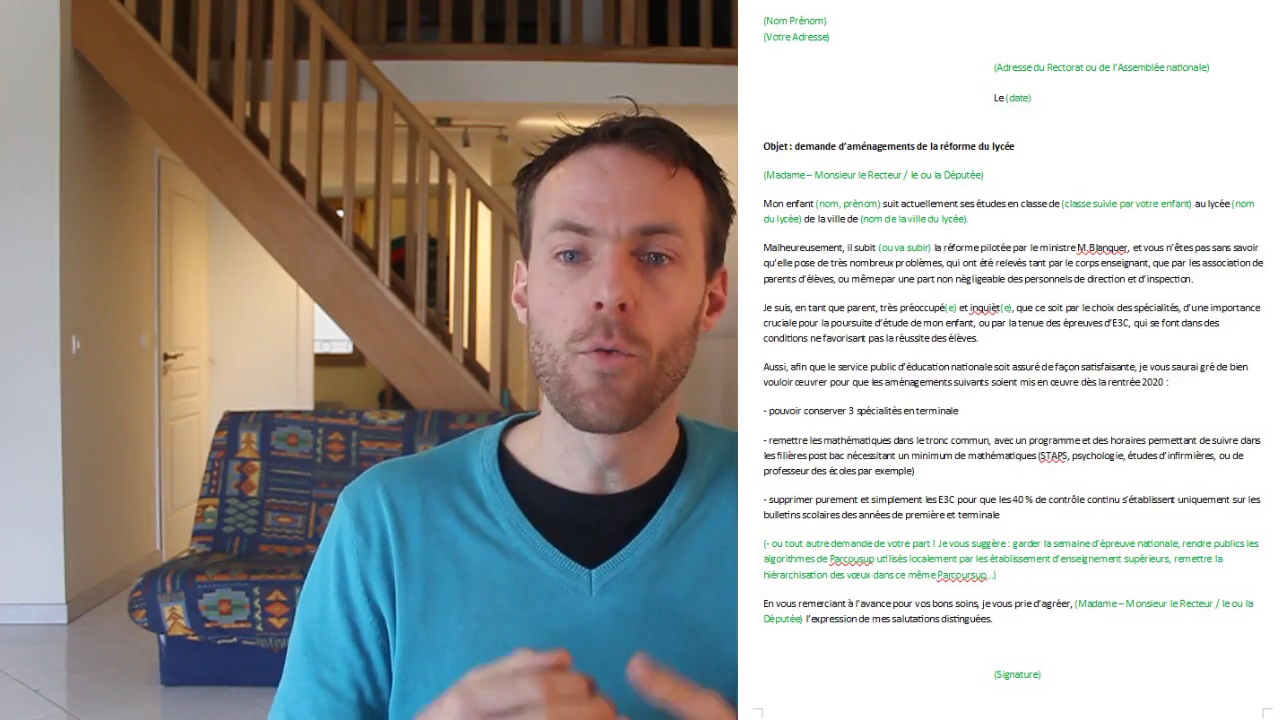 (Nom Prénom)
(Votre Adresse)
(Adresse du Rectorat ou de l'Assemblée nationale)
Le (date)
Objet : demande d'aménagements de la réforme du lycée
(Madame – Monsieur le Recteur / le ou la Députée)
Mon enfant (nom, prénom) suit actuellement ses études en classe de (classe suivie par votre enfant) au lycée (nom
du lycée) de la ville de (nom de la ville du lycée).
Malheureusement, il subit (ou va subir) la réforme pilotée par le ministre M.Blanquer, et vous n'êtes pas sans savoir
qu'elle pose de très nombreux problèmes, qui ont été relevés tant par le corps enseignant, que par les association de
parents d'élèves, ou même par une part non négligeable des personnels de direction et d'inspection.
Je suis, en tant que parent, très préoccupé(e) et inquièt(e), que ce soit par le choix des spécialités, d'une importance
cruciale pour la poursuite d'étude de mon enfant, ou par la tenue des épreuves d'E3C, qui se font dans des
conditions ne favorisant pas la réussite des élèves.
Aussi, afin que le service public d'éducation nationale soit assuré de façon satisfaisante, je vous saurai gré de bien
vouloir œuvrer pour que les aménagements suivants soient mis en œuvre dès la rentrée 2020 :
- pouvoir conserver 3 spécialités en terminale
- remettre les mathématiques dans le tronc commun, avec un programme et des horaires permettant de suivre dans
les filières post bac nécessitant un minimum de mathématiques (STAPS, psychologie, études d'infirmières, ou de
professeur des écoles par exemple)
- supprimer purement et simplement les E3C pour que les 40 % de contrôle continu s'établissent uniquement sur les
bulletins scolaires des années de première et terminale
(- ou tout autre demande de votre part ! Je vous suggère : garder la semaine d'épreuve nationale, rendre publics les
algorithmes de Parcousup utilisés localement par les établissement d'enseignement supérieurs, remettre la
hiérarchisation des vœux dans ce même Parcoursup...)
En vous remerciant à l'avance pour vos bons soins, je vous prie d'agréer, (Madame – Monsieur le Recteur / le ou la
Députée) l'expression de mes salutations distinguées.
(Signature)